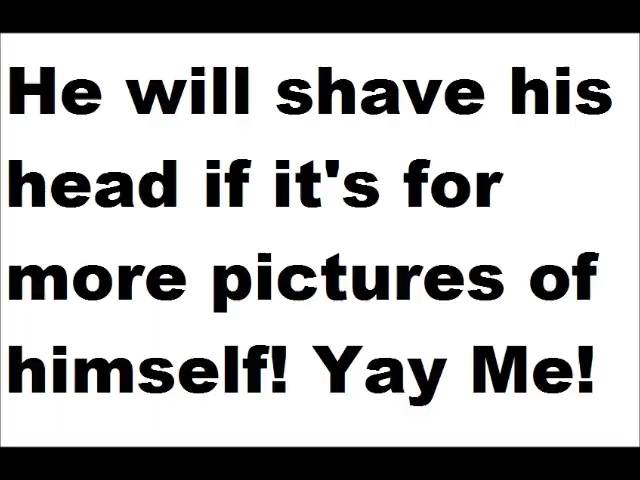 He will shave his
head if it's for
more pictures of
himself! Yay Me!